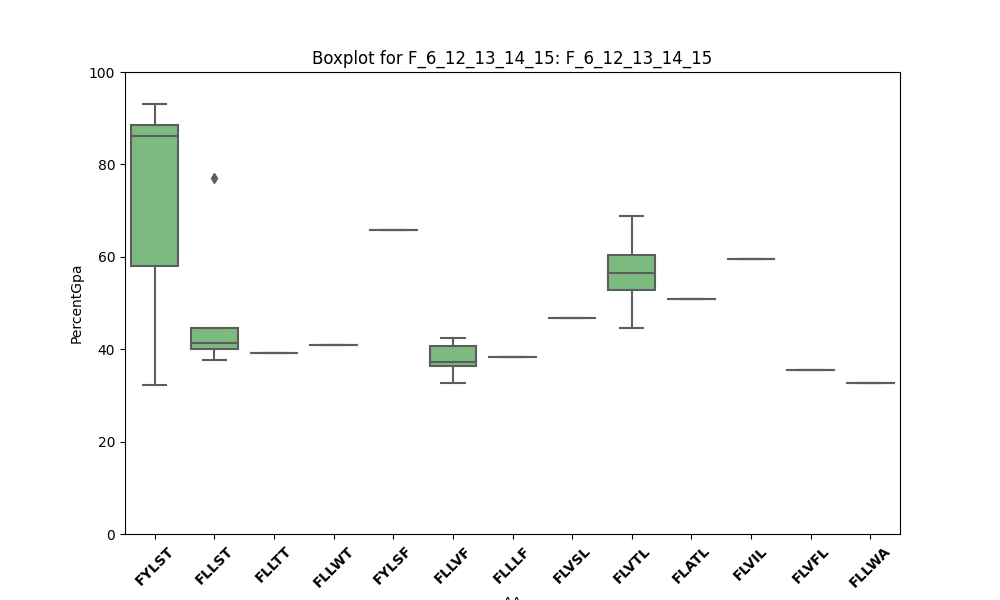 Boxplot for F_6_12_13_14_15: F_6_12_13_14_15
PercentGpa
100
80
60
40
20
0
FYLST
FLLST
FLLTT
FLLWT
FYLSF
FLLVF
FLLLF
FLVSL
FLVTL
FLATL
FLVIL
FLVFL
FLLWA